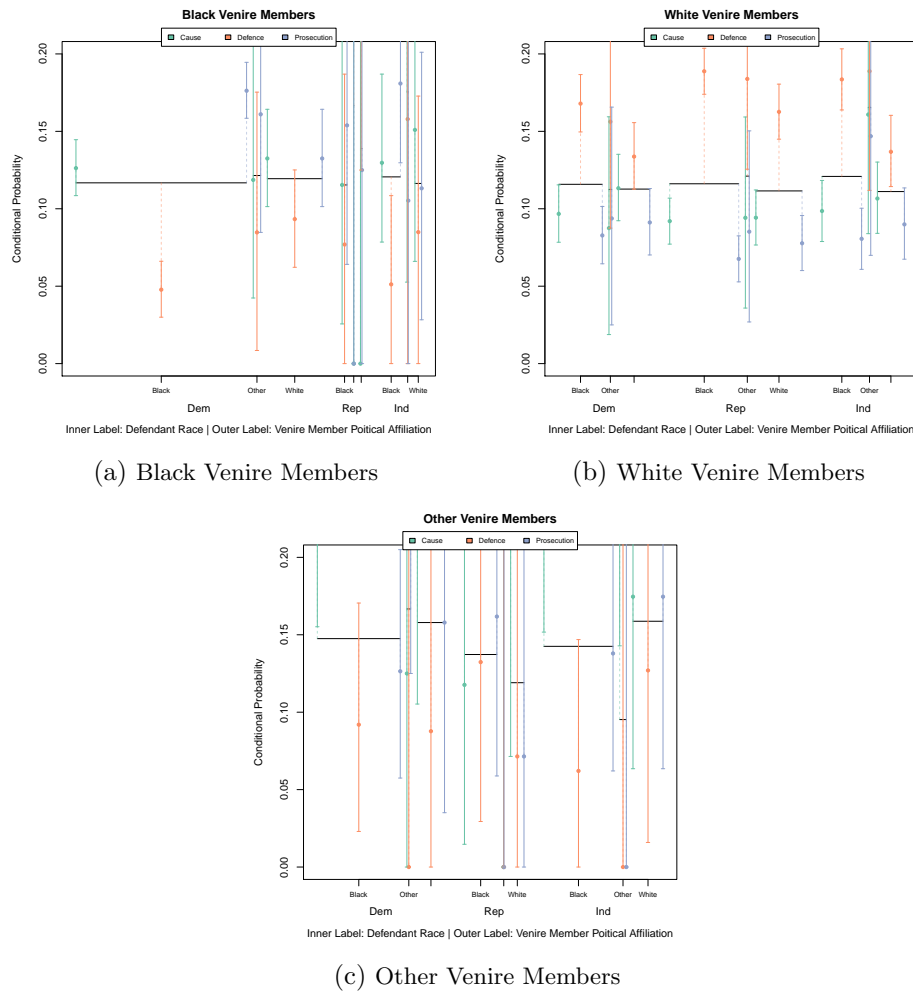 Black Venire Members
Cause Defence Prosecution
Conditional Probability
0.20
0.15
0.10
0.05
0.00
Black Other White Black Black White
Dem Rep Ind
Inner Label: Defendant Race | Outer Label: Venire Member Poitical Affiliation
(a) Black Venire Members
White Venire Members
Cause Defence Prosecution
Conditional Probability
0.20
0.15
0.10
0.05
0.00
Black Other Black Other White Black Other
Dem Rep Ind
Inner Label: Defendant Race | Outer Label: Venire Member Poitical Affiliation
(b) White Venire Members
Other Venire Members
Cause Defence Prosecution
Conditional Probability
0.20
0.15
0.10
0.05
0.00
Black Other Black White Black Other White
Dem Rep Ind
Inner Label: Defendant Race | Outer Label: Venire Member Poitical Affiliation
(c) Other Venire Members